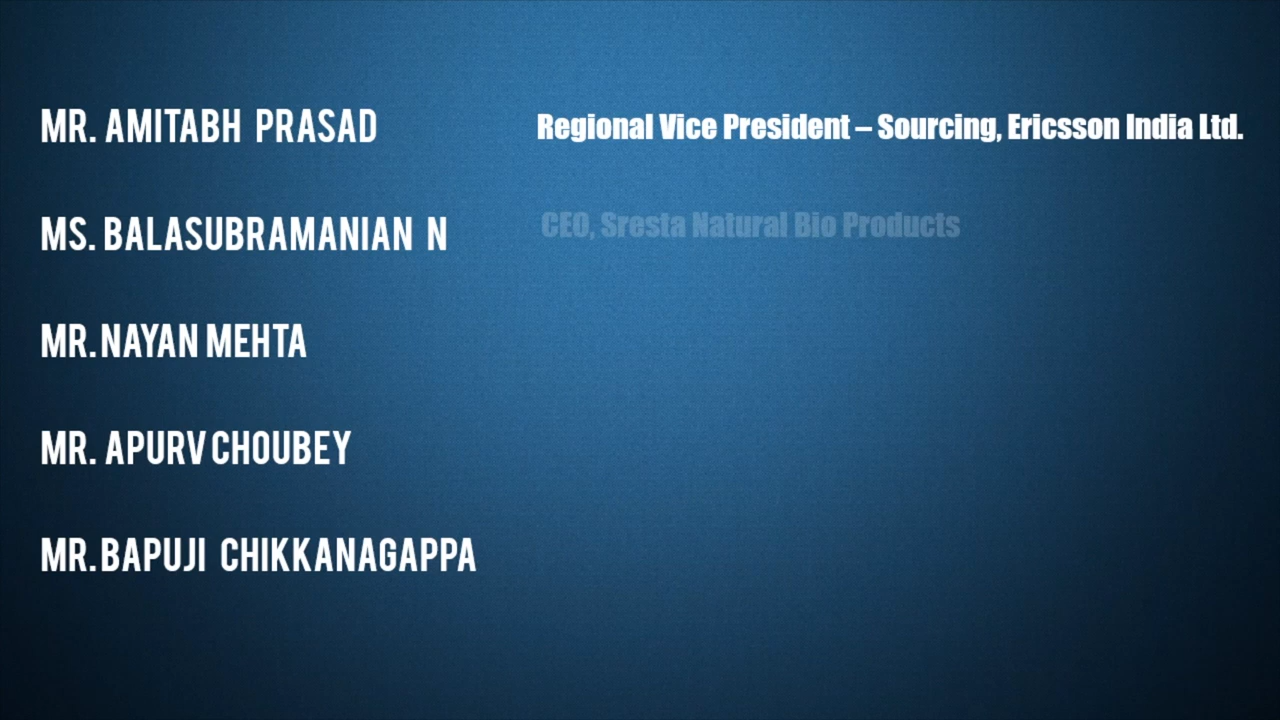 MR. AMITABH PRASAD Regional Vice President – Sourcing, Ericsson India Ltd.
MS. BALASUBRAMANIAN N CEO, Sresta Natural Bio Products
MR. NAYAN MEHTA
MR. APURV CHOUBEY
MR. BAPUJI CHIKKANAGAPPA